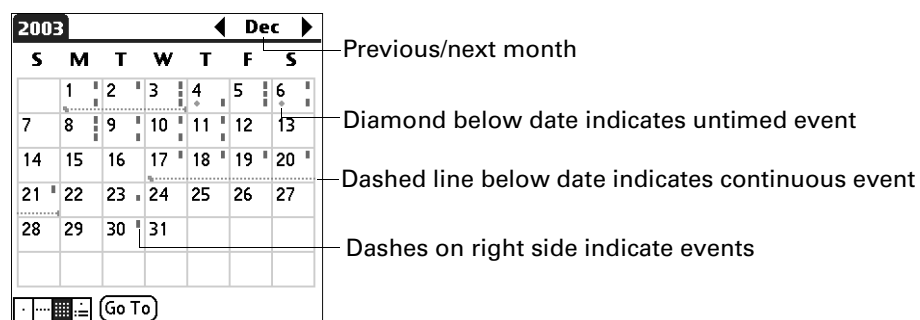 2003 Dec
S M T W T F S
1 2 3 4 5 6
7 8 9 10 11 12 13
14 15 16 17 18 19 20
21 22 23 24 25 26 27
28 29 30 31
Go To
Previous/next month
Diamond below date indicates untimed event
Dashed line below date indicates continuous event
Dashes on right side indicate events